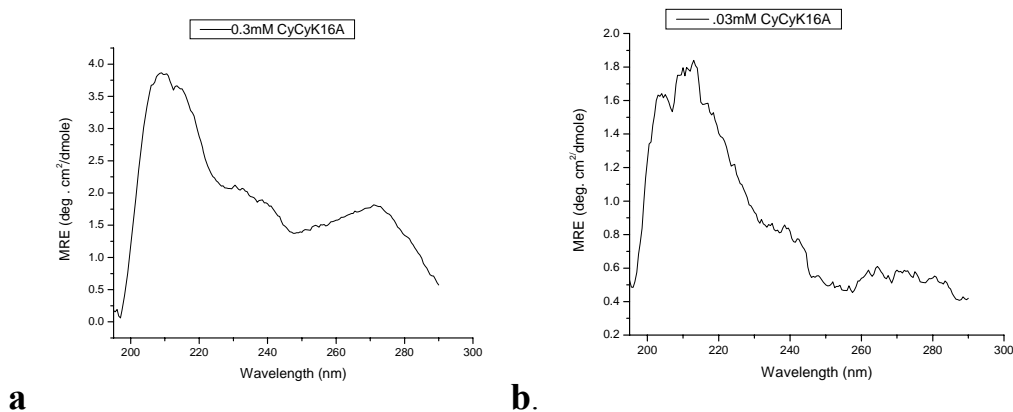 0.3mM CyCyK16A
4.0
3.5
3.0
2.5
2.0
1.5
1.0
0.5
0.0
MRE (deg . cm²/dmole)
200 220 240 260 280 300
Wavelength (nm)
a
.03mM CyCyK16A
2.0
1.8
1.6
1.4
1.2
1.0
0.8
0.6
0.4
0.2
MRE (deg. cm²/dmole)
200 220 240 260 280 300
Wavelength (nm)
b.